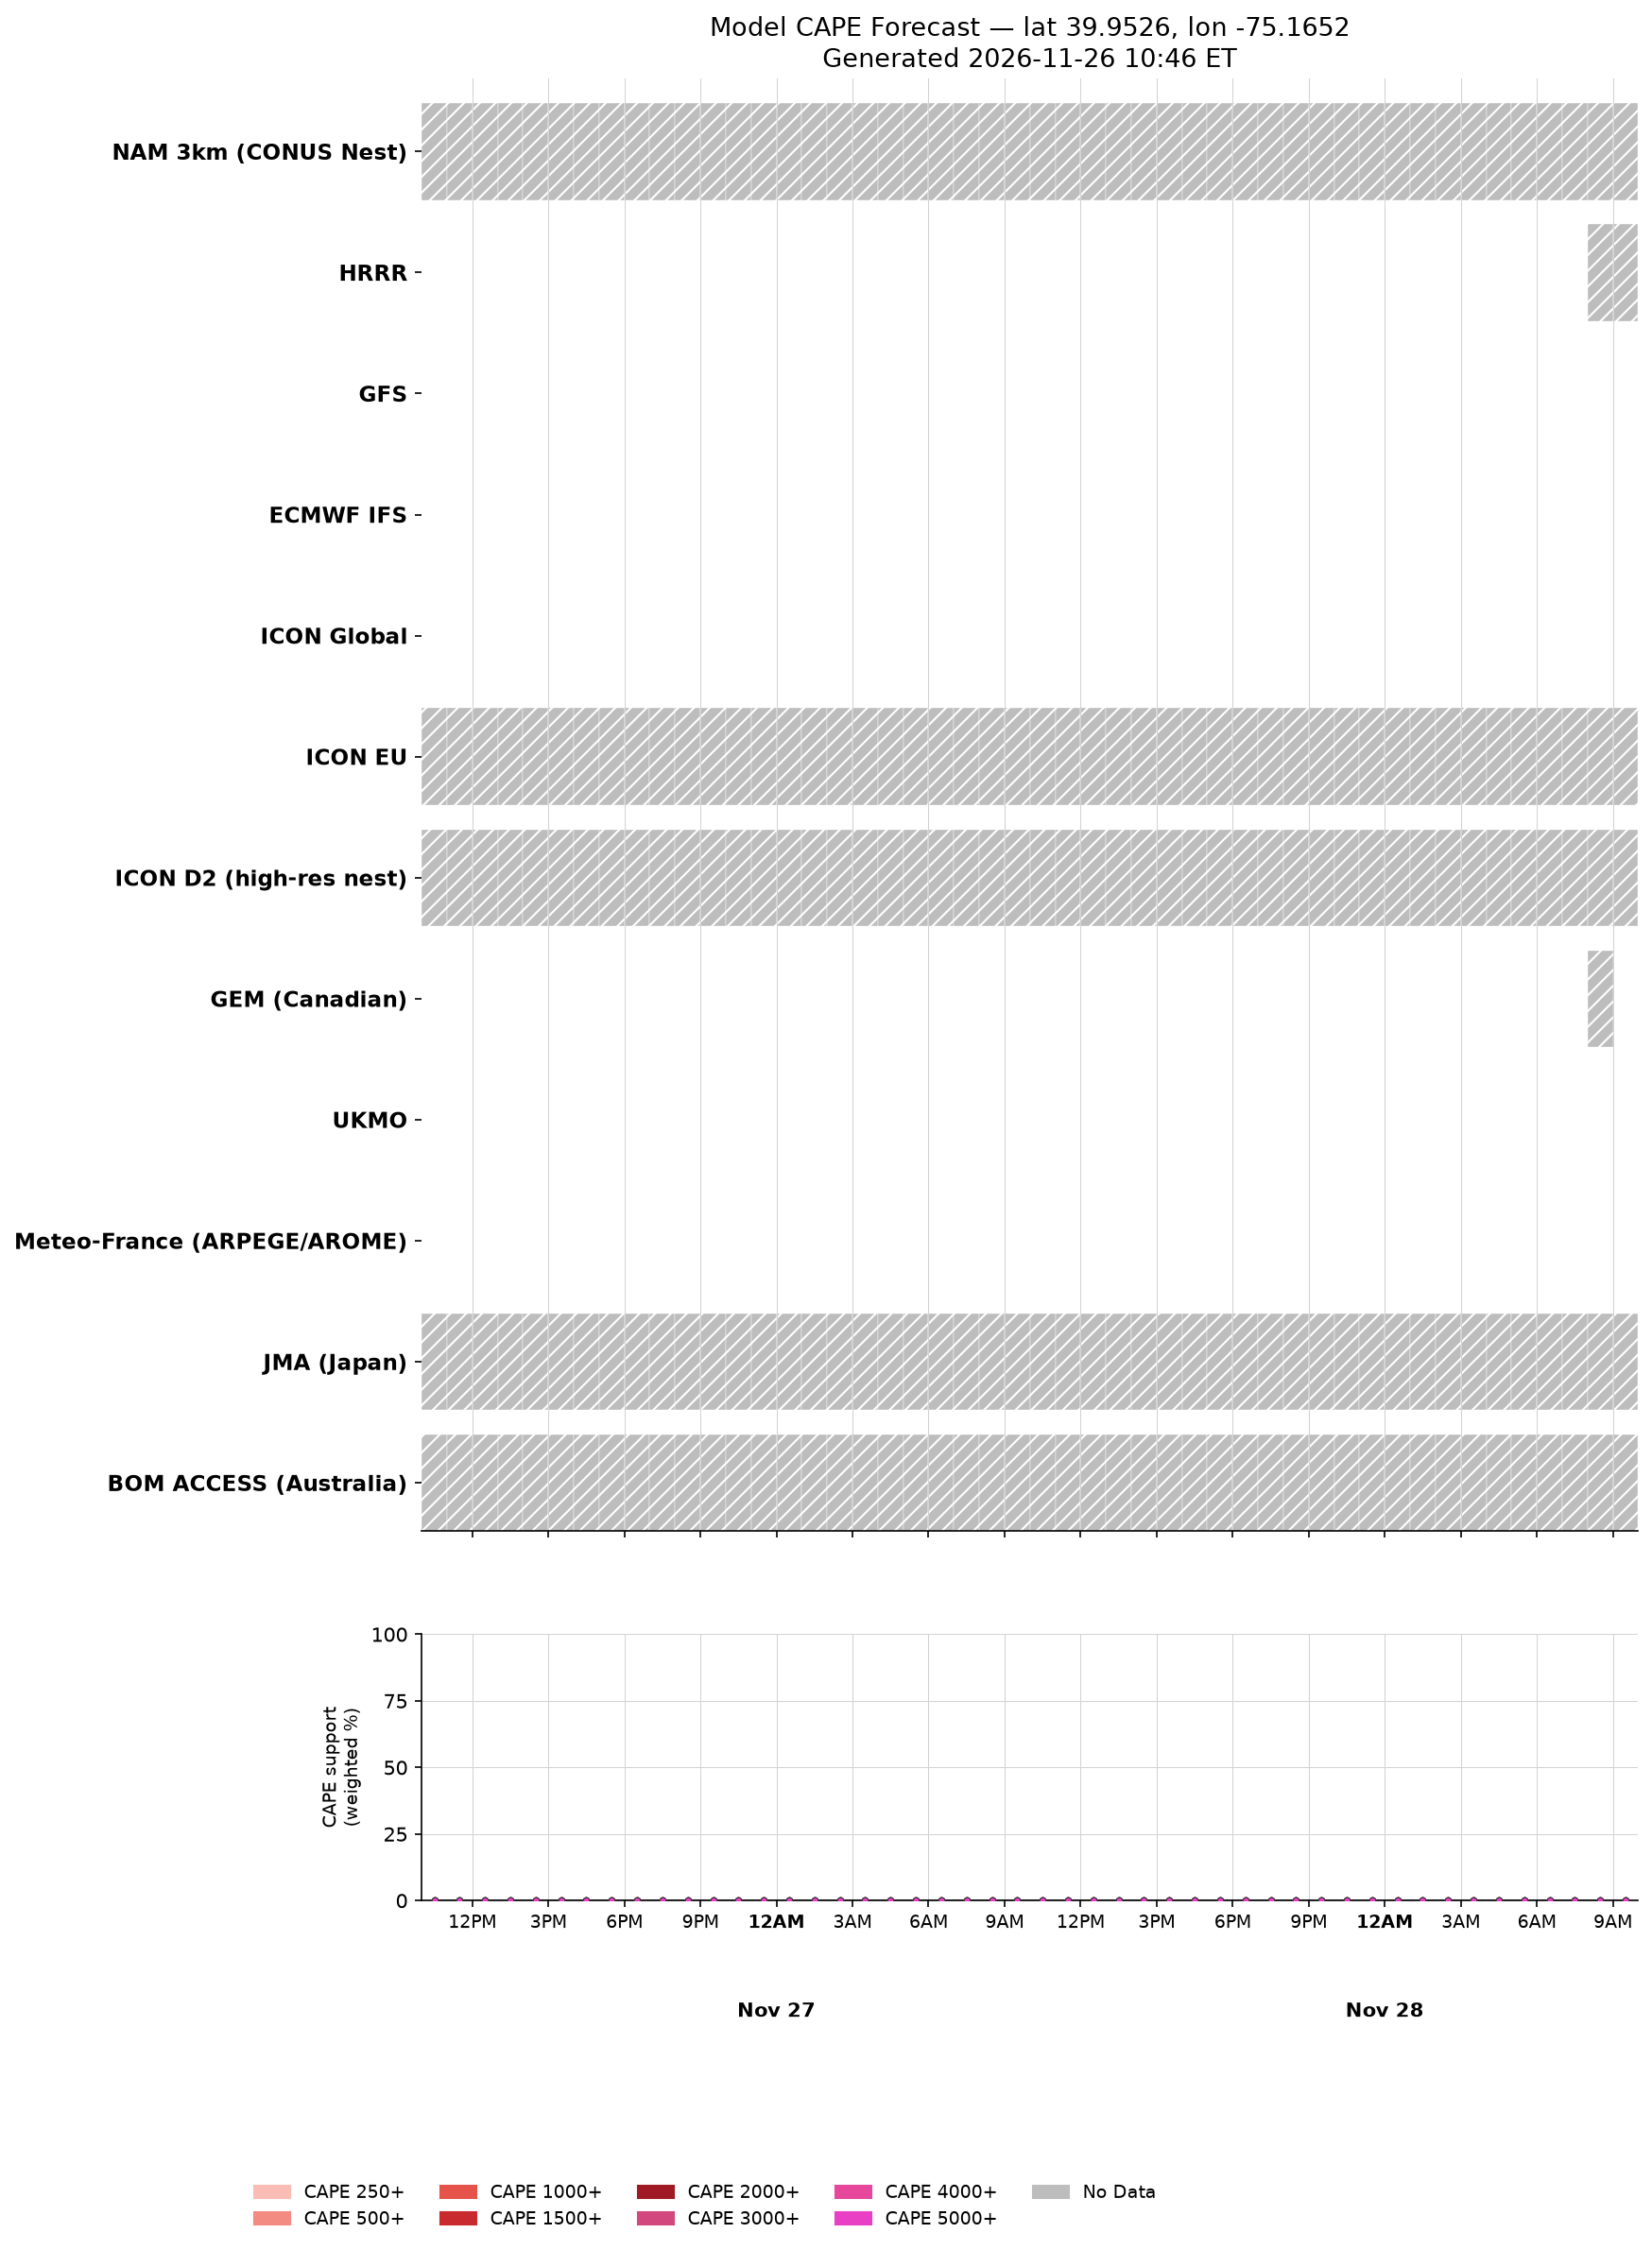 Model CAPE Forecast — lat 39.9526, lon -75.1652
Generated 2026-11-26 10:46 ET
NAM 3km (CONUS Nest)
HRRR
GFS
ECMWF IFS
ICON Global
ICON EU
ICON D2 (high-res nest)
GEM (Canadian)
UKMO
Meteo-France (ARPEGE/AROME)
JMA (Japan)
BOM ACCESS (Australia)
CAPE support
(weighted %)
100
75
50
25
0
12PM 3PM 6PM 9PM 12AM 3AM 6AM 9AM 12PM 3PM 6PM 9PM 12AM 3AM 6AM 9AM
Nov 27 Nov 28
CAPE 250+ CAPE 1000+ CAPE 2000+ CAPE 4000+ No Data
CAPE 500+ CAPE 1500+ CAPE 3000+ CAPE 5000+